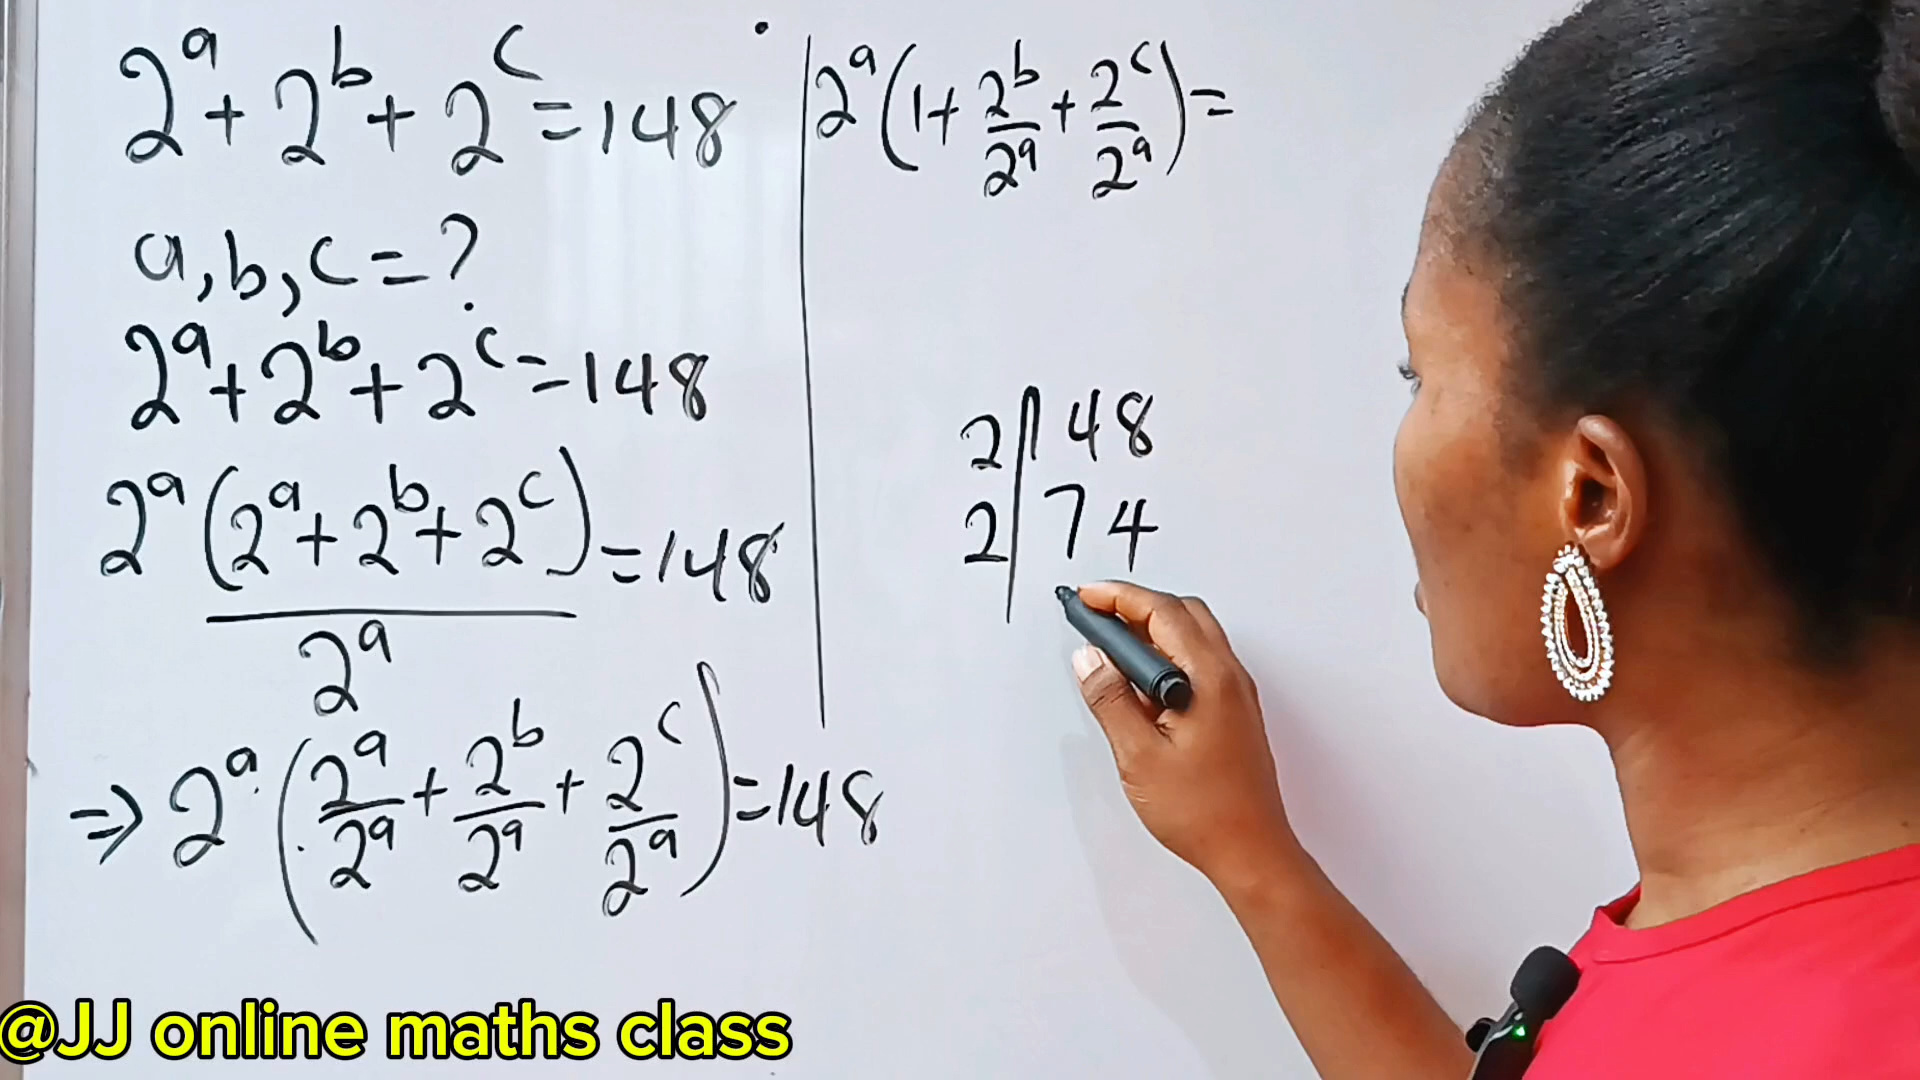 2^a + 2^b + 2^c = 148
a, b, c = ?
2^a + 2^b + 2^c = 148
2^a (2^a + 2^b + 2^c) = 148
2^a
⇒ 2^a (2^a/2^a + 2^b/2^a + 2^c/2^a) = 148
2^a (1 + 2^b/2^a + 2^c/2^a) =
2 | 148
2 | 74
@JJ online maths class